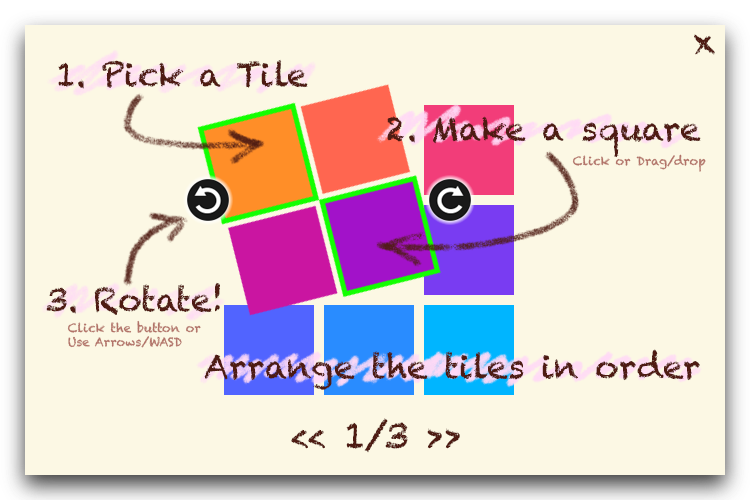 x
1. Pick a Tile
2. Make a square
Click or Drag/drop
3. Rotate!
Click the button or
Use Arrows/WASD
Arrange the tiles in order
<< 1/3 >>